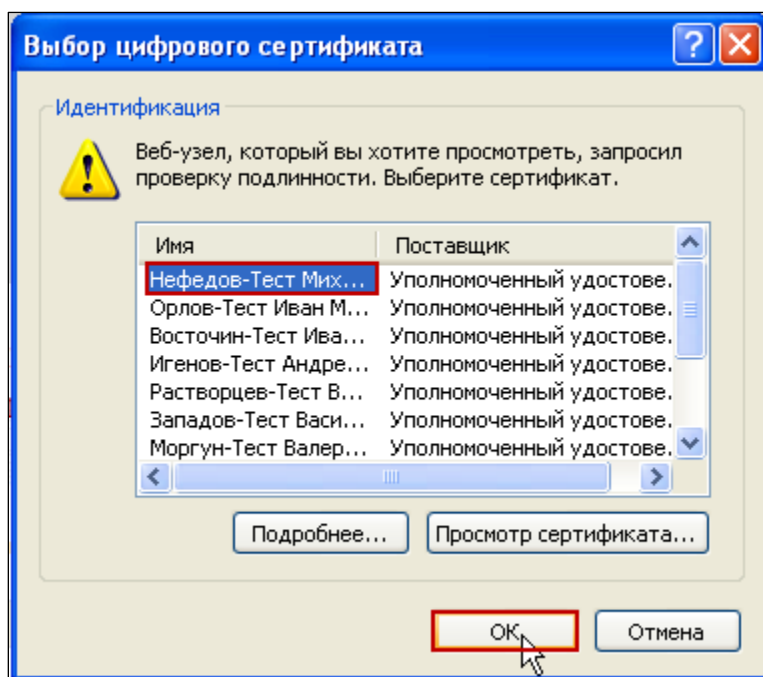 Выбор цифрового сертификата
Идентификация
Веб-узел, который вы хотите просмотреть, запросил
проверку подлинности. Выберите сертификат.
Имя Поставщик
Нефедов-Тест Мих... Уполномоченный удостове.
Орлов-Тест Иван М... Уполномоченный удостове.
Восточин-Тест Ива... Уполномоченный удостове.
Игенов-Тест Андре... Уполномоченный удостове.
Растворцев-Тест В... Уполномоченный удостове.
Западов-Тест Васи... Уполномоченный удостове.
Моргун-Тест Валер... Уполномоченный удостове.
Подробнее... Просмотр сертификата...
ОК Отмена